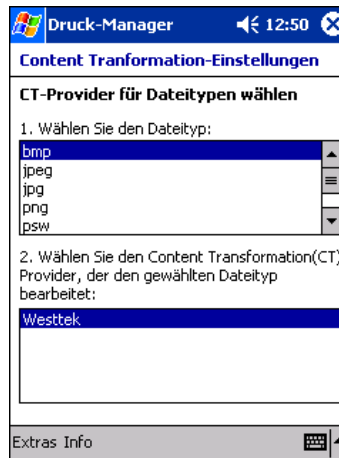 Druck-Manager 12:50
Content Tranformation-Einstellungen
CT-Provider für Dateitypen wählen
1. Wählen Sie den Dateityp:
bmp
jpeg
jpg
png
psw
2. Wählen Sie den Content Transformation(CT)
Provider, der den gewählten Dateityp
bearbeitet:
Westtek
Extras Info